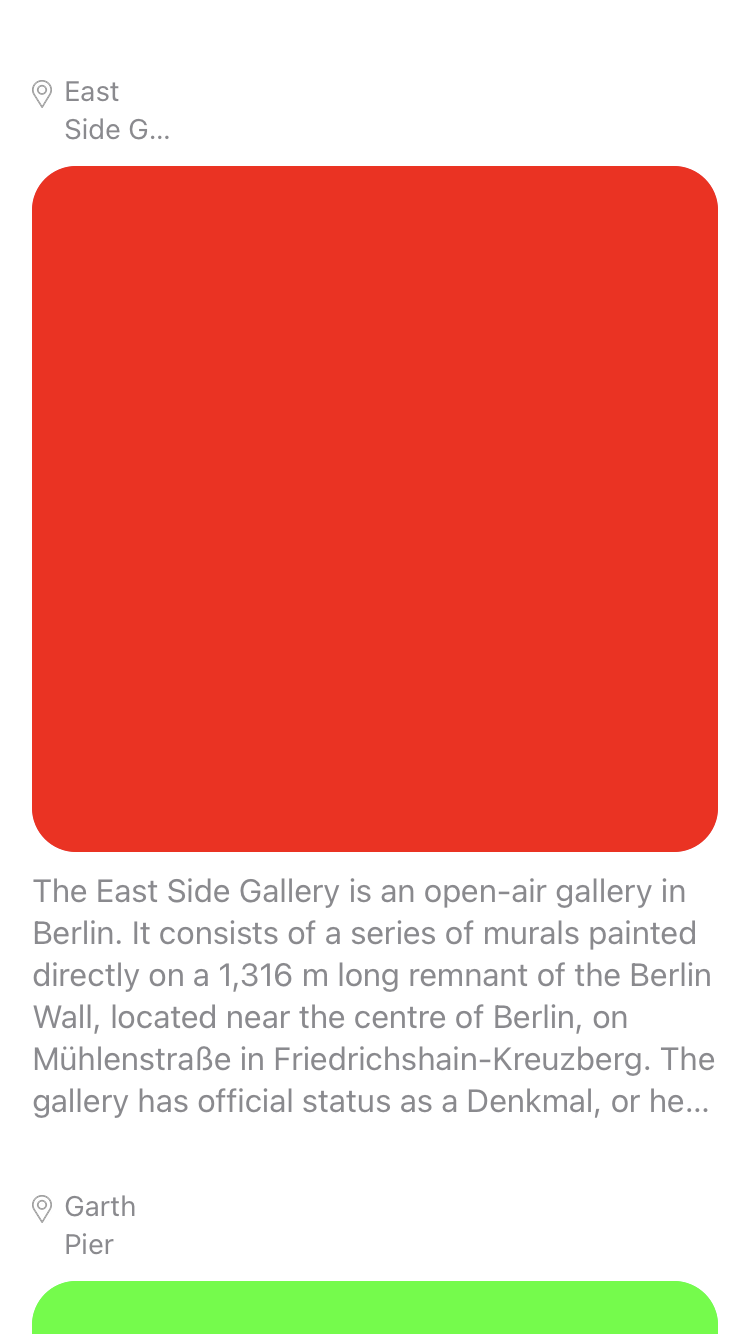 East
Side G...
The East Side Gallery is an open-air gallery in
Berlin. It consists of a series of murals painted
directly on a 1,316 m long remnant of the Berlin
Wall, located near the centre of Berlin, on
Mühlenstraße in Friedrichshain-Kreuzberg. The
gallery has official status as a Denkmal, or he...
Garth
Pier